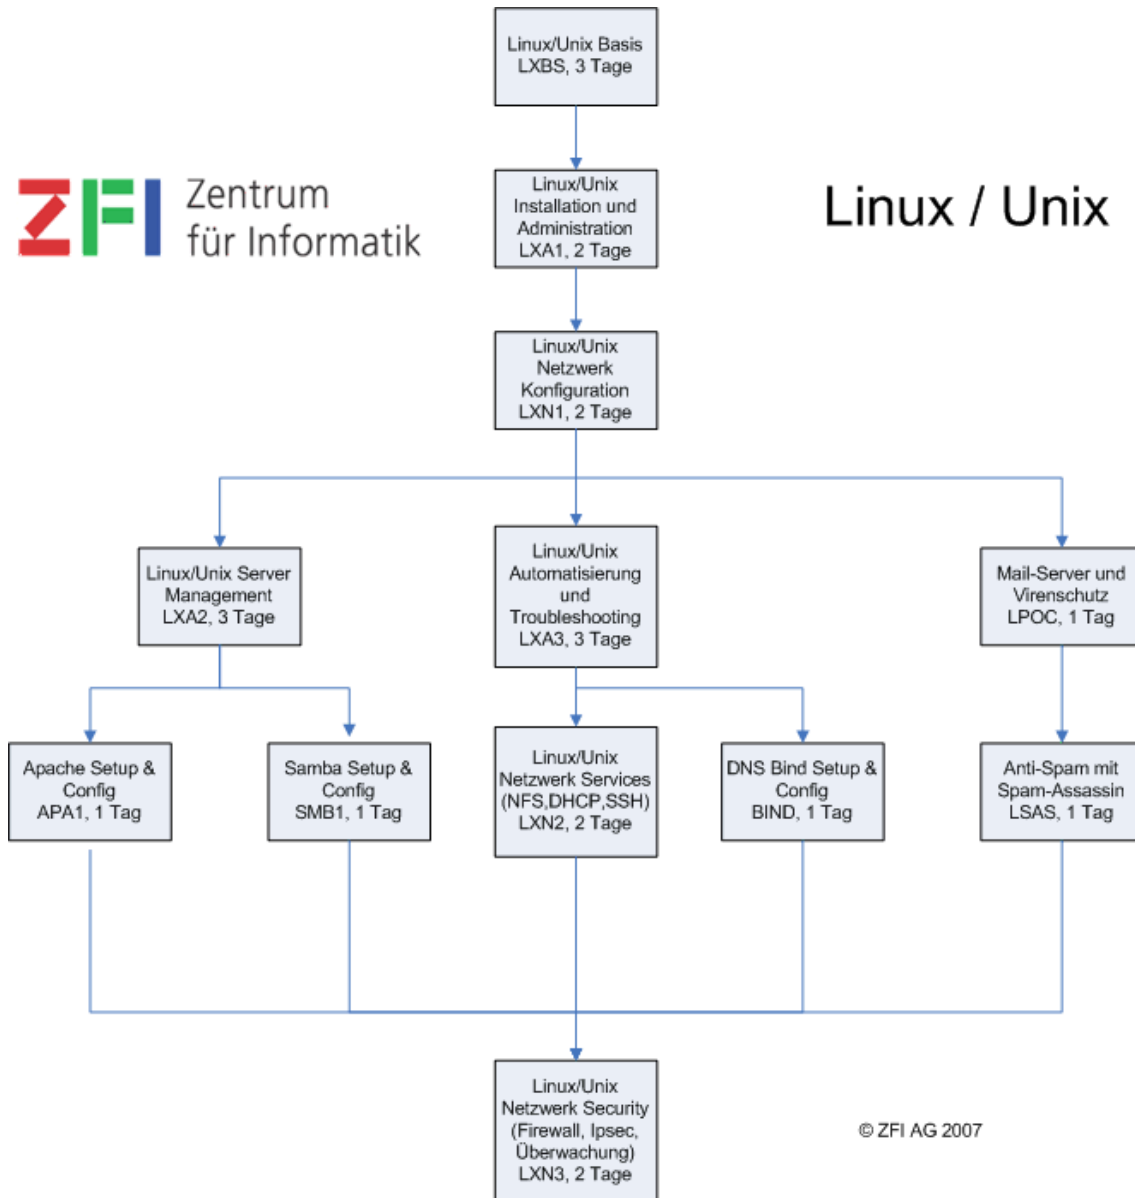 Linux/Unix Basis
LXBS, 3 Tage
ZFI Zentrum
für Informatik
Linux / Unix
Linux/Unix
Installation und
Administration
LXA1, 2 Tage
Linux/Unix
Netzwerk
Konfiguration
LXN1, 2 Tage
Linux/Unix Server
Management
LXA2, 3 Tage
Linux/Unix
Automatisierung
und
Troubleshooting
LXA3, 3 Tage
Mail-Server und
Virenschutz
LPOC, 1 Tag
Apache Setup &
Config
APA1, 1 Tag
Samba Setup &
Config
SMB1, 1 Tag
Linux/Unix
Netzwerk Services
(NFS,DHCP,SSH)
LXN2, 2 Tage
DNS Bind Setup &
Config
BIND, 1 Tag
Anti-Spam mit
Spam-Assassin
LSAS, 1 Tag
Linux/Unix
Netzwerk Security
(Firewall, Ipsec,
Überwachung)
LXN3, 2 Tage
© ZFI AG 2007